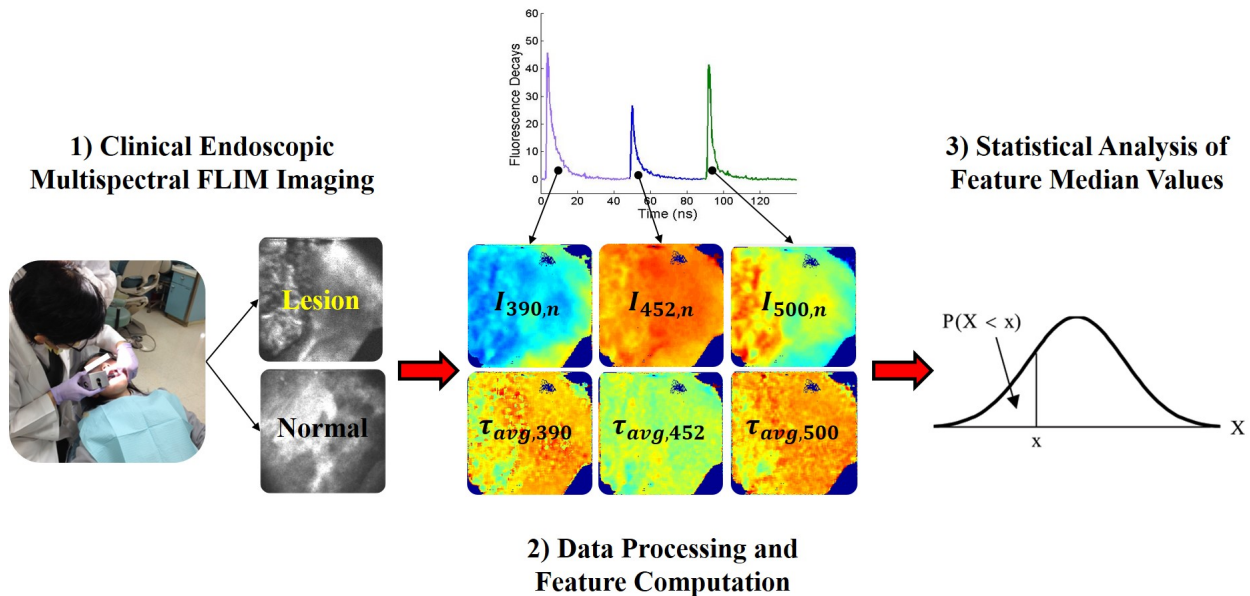 1) Clinical Endoscopic
Multispectral FLIM Imaging
Lesion
Normal
Fluorescence Decays
60
50
40
30
20
10
0
0 20 40 60 80 100 120
Time (ns)
I390,n
I452,n
I500,n
τavg,390
τavg,452
τavg,500
2) Data Processing and
Feature Computation
3) Statistical Analysis of
Feature Median Values
P(X < x)
x
X